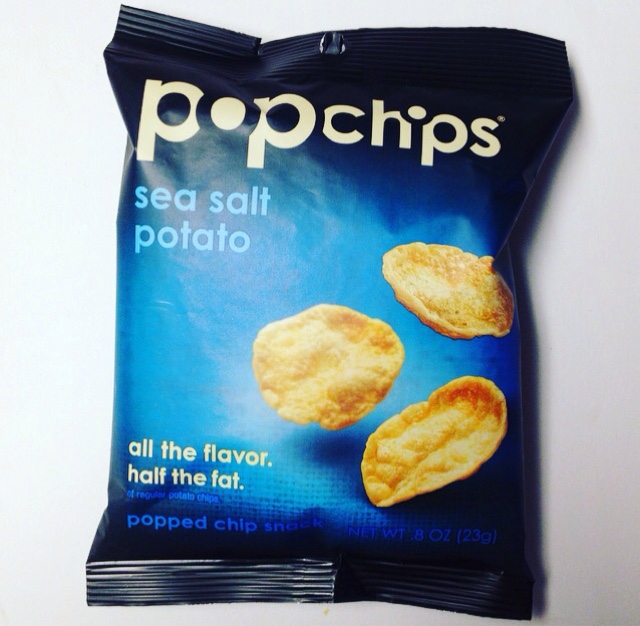 popchips®
sea salt
potato
all the flavor.
half the fat.
of regular potato chips
popped chip snack
NET WT .8 OZ (23g)